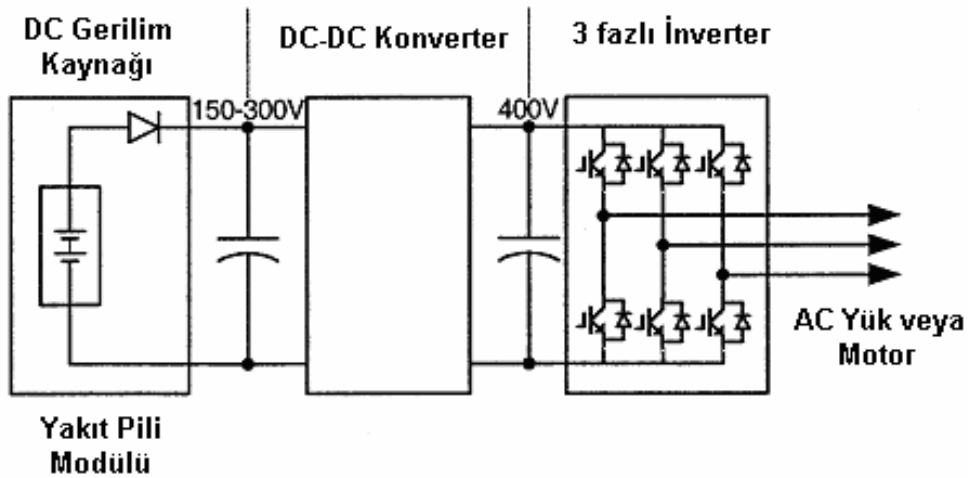 DC Gerilim
Kaynağı
DC-DC Konverter
3 fazlı İnverter
150-300V
400V
AC Yük veya
Motor
Yakıt Pili
Modülü